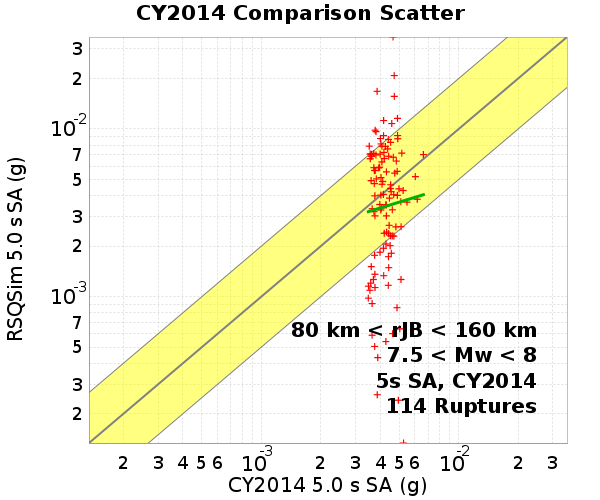 CY2014 Comparison Scatter
RSQSim 5.0 s SA (g)
3
2
10-2
7
5
3
2
10-3
7
5
3
2
80 km < rJB < 160 km
7.5 < Mw < 8
5s SA, CY2014
114 Ruptures
2 3 4 5 6 10-3 2 3 4 5 6 10-2 2 3
CY2014 5.0 s SA (g)